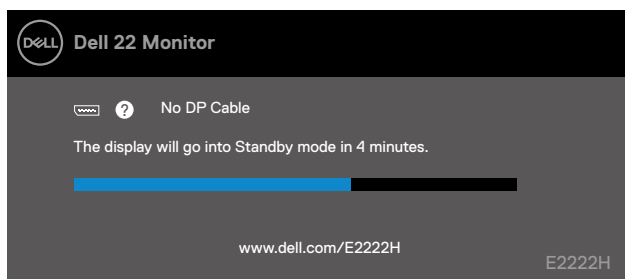 DELL Dell 22 Monitor
? No DP Cable
The display will go into Standby mode in 4 minutes.
www.dell.com/E2222H
E2222H